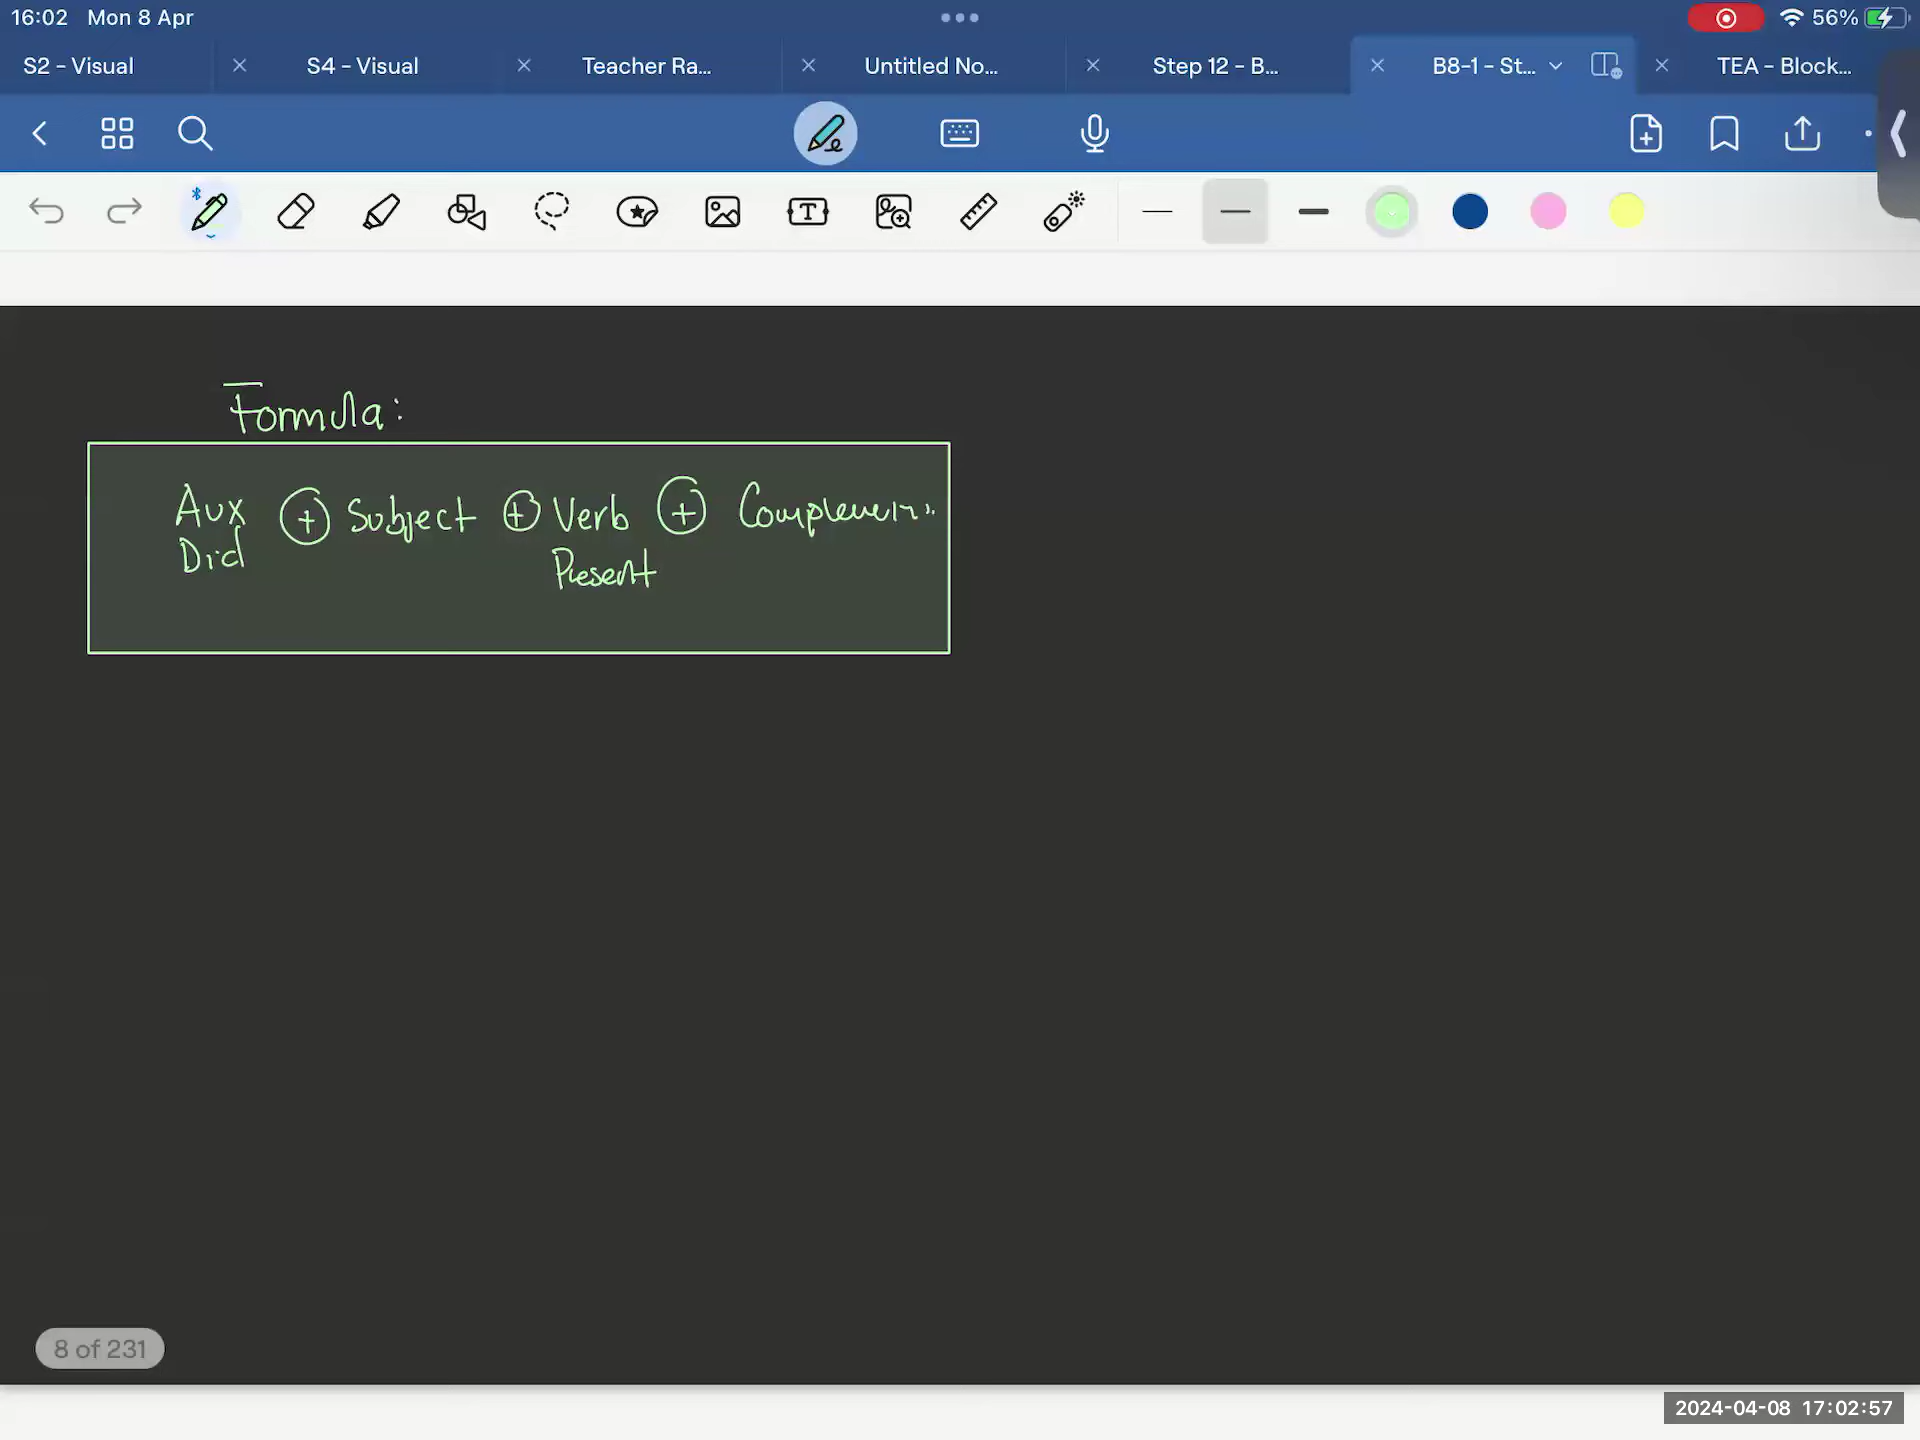 16:02 Mon 8 Apr
56%
S2 - Visual
S4 - Visual
Teacher Ra...
Untitled No...
Step 12 - B...
B8-1 - St...
TEA - Block...
Formula:
Aux + Subject + Verb +
Did
Present
8 of 231
2024-04-08 17:02:57